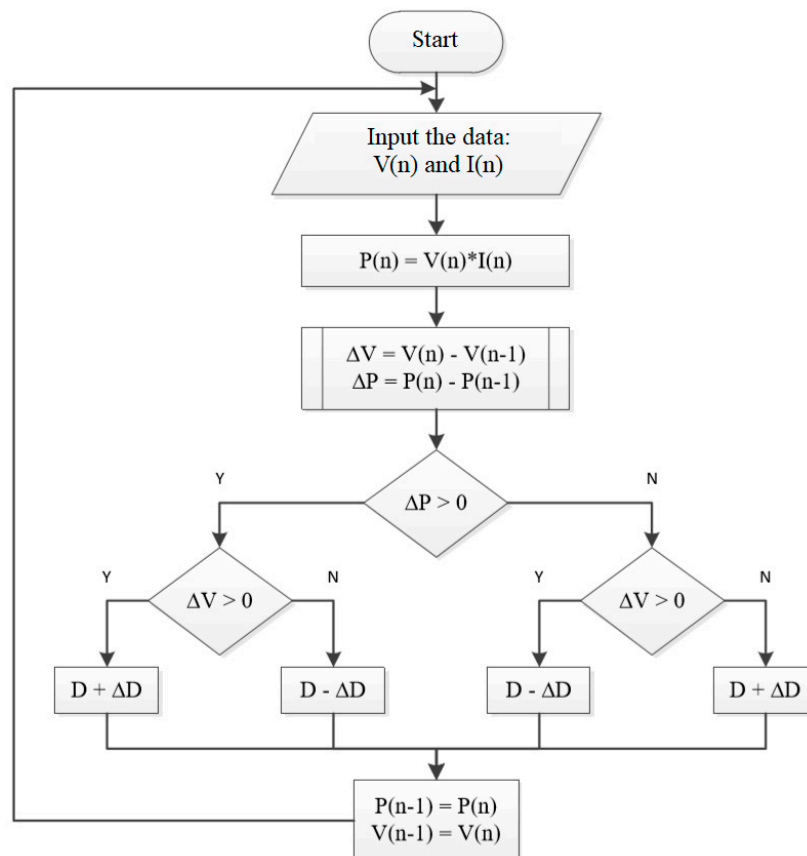 Start
Input the data:
V(n) and I(n)
P(n) = V(n)*I(n)
ΔV = V(n) - V(n-1)
ΔP = P(n) - P(n-1)
Y
N
ΔP > 0
Y
N
Y
N
ΔV > 0
ΔV > 0
D + ΔD
D - ΔD
D - ΔD
D + ΔD
P(n-1) = P(n)
V(n-1) = V(n)